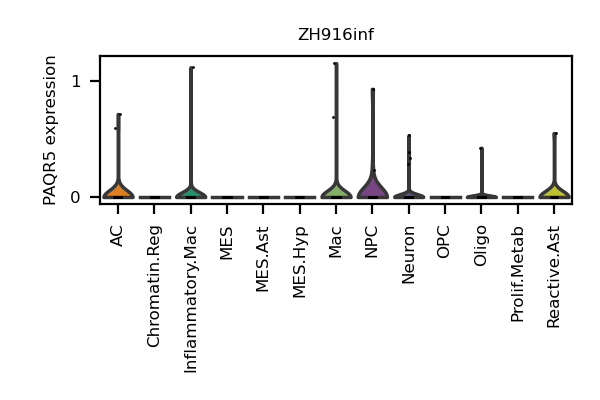 ZH916inf
PAQR5 expression
1
0
AC
Chromatin.Reg
Inflammatory.Mac
MES
MES.Ast
MES.Hyp
Mac
NPC
Neuron
OPC
Oligo
Prolif.Metab
Reactive.Ast